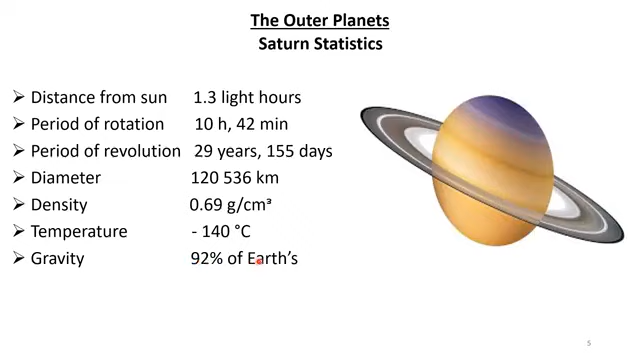 The Outer Planets
Saturn Statistics
➢ Distance from sun 1.3 light hours
➢ Period of rotation 10 h, 42 min
➢ Period of revolution 29 years, 155 days
➢ Diameter 120 536 km
➢ Density 0.69 g/cm³
➢ Temperature - 140 °C
➢ Gravity 92% of Earth's
5